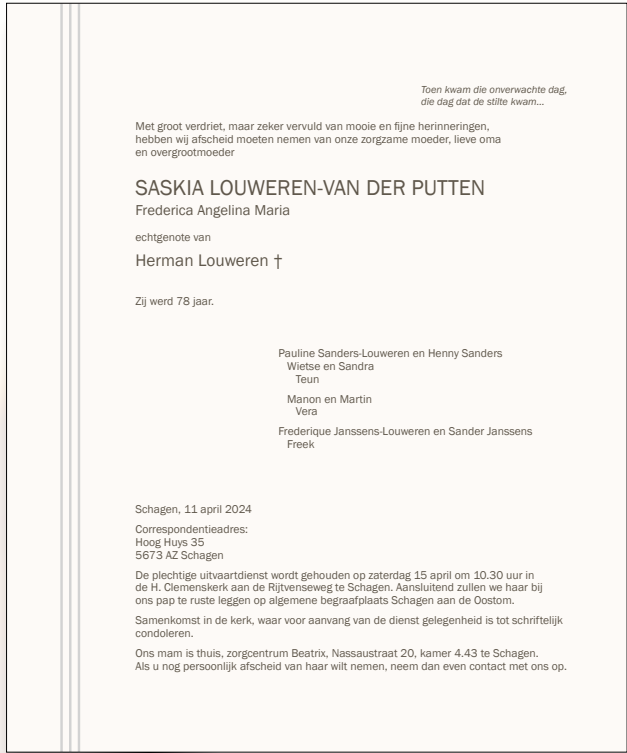 Toen kwam die onverwachte dag,
die dag dat de stilte kwam...
Met groot verdriet, maar zeker vervuld van mooie en fijne herinneringen,
hebben wij afscheid moeten nemen van onze zorgzame moeder, lieve oma
en overgrootmoeder
SASKIA LOUWEREN-VAN DER PUTTEN
Frederica Angelina Maria
echtgenote van
Herman Louweren †
Zij werd 78 jaar.
Pauline Sanders-Louweren en Henny Sanders
Wietse en Sandra
Teun
Manon en Martin
Vera
Frederique Janssens-Louweren en Sander Janssens
Freek
Schagen, 11 april 2024
Correspondentieadres:
Hoog Huys 35
5673 AZ Schagen
De plechtige uitvaartdienst wordt gehouden op zaterdag 15 april om 10.30 uur in
de H. Clemenskerk aan de Rijtvenseweg te Schagen. Aansluitend zullen we haar bij
ons pap te ruste leggen op algemene begraafplaats Schagen aan de Oostom.
Samenkomst in de kerk, waar voor aanvang van de dienst gelegenheid is tot schriftelijk
condoleren.
Ons mam is thuis, zorgcentrum Beatrix, Nassaustraat 20, kamer 4.43 te Schagen.
Als u nog persoonlijk afscheid van haar wilt nemen, neem dan even contact met ons op.